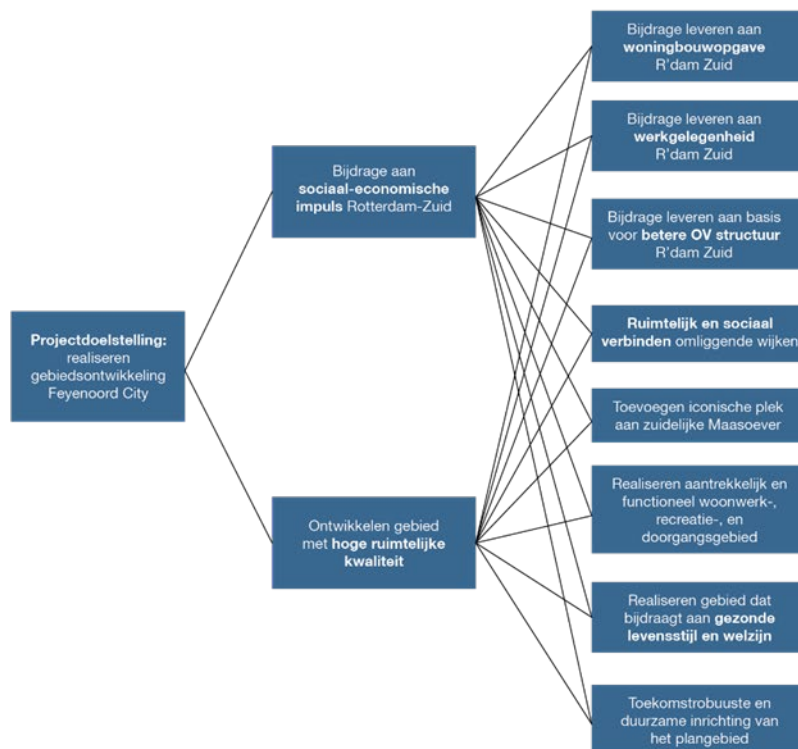 Projectdoelstelling:
realiseren
gebiedsontwikkeling
Feyenoord City
Bijdrage aan
sociaal-economische
impuls Rotterdam-Zuid
Ontwikkelen gebied
met hoge ruimtelijke
kwaliteit
Bijdrage leveren aan
woningbouwopgave
R'dam Zuid
Bijdrage leveren aan
werkgelegenheid
R'dam Zuid
Bijdrage leveren aan basis
voor betere OV structuur
R'dam Zuid
Ruimtelijk en sociaal
verbinden omliggende wijken
Toevoegen iconische plek
aan zuidelijke Maasoever
Realiseren aantrekkelijk en
functioneel woonwerk-,
recreatie-, en
doorgangsgebied
Realiseren gebied dat
bijdraagt aan gezonde
levensstijl en welzijn
Toekomstrobuuste en
duurzame inrichting van
het plangebied